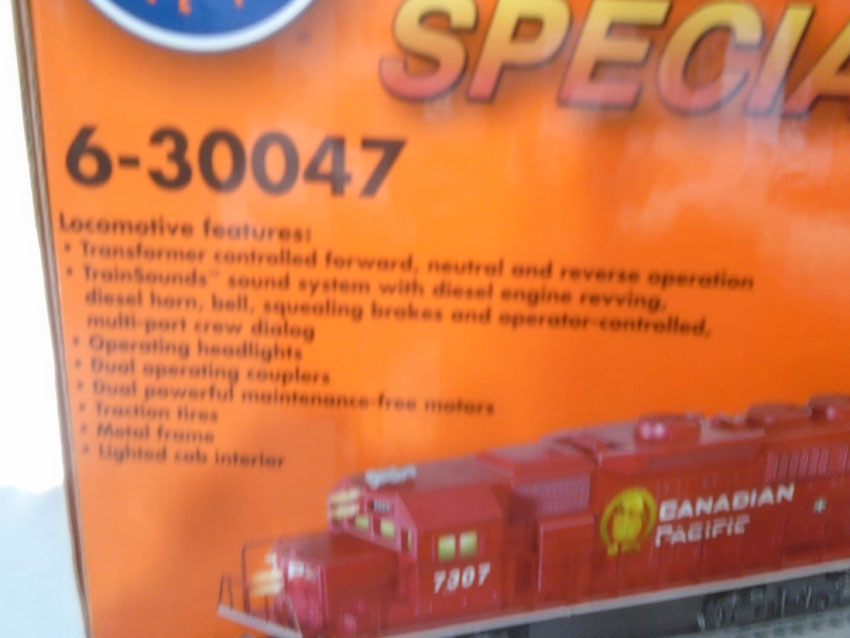 SPECIA
6-30047
Locomotive features:
• Transformer controlled forward, neutral and reverse operation
• TrainSounds™ sound system with diesel engine revving,
diesel horn, bell, squealing brakes and operator-controlled,
multi-part crew dialog
• Operating headlights
• Dual operating couplers
• Dual powerful maintenance-free motors
• Traction tires
• Metal frame
• Lighted cab interior
CANADIAN
PACIFIC
7307